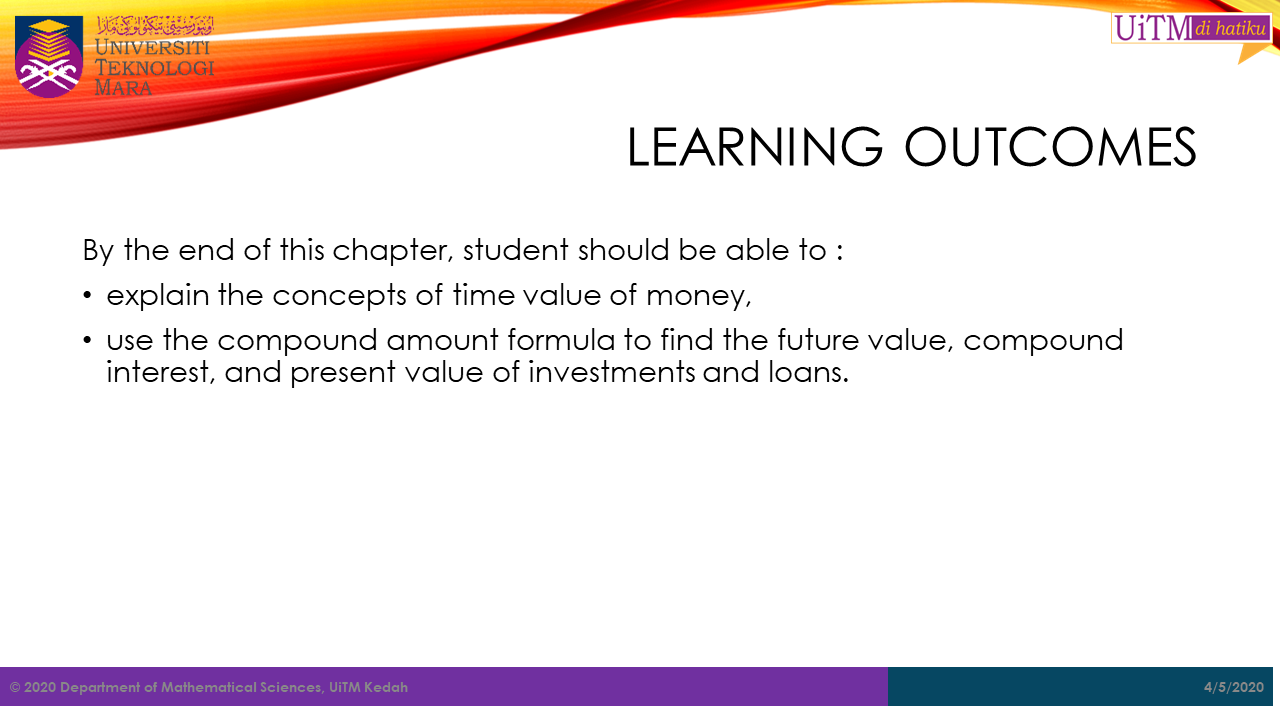 UNIVERSITI
TEKNOLOGI
MARA
UiTM di hatiku
LEARNING OUTCOMES
By the end of this chapter, student should be able to :
• explain the concepts of time value of money,
• use the compound amount formula to find the future value, compound
interest, and present value of investments and loans.
© 2020 Department of Mathematical Sciences, UiTM Kedah
4/5/2020